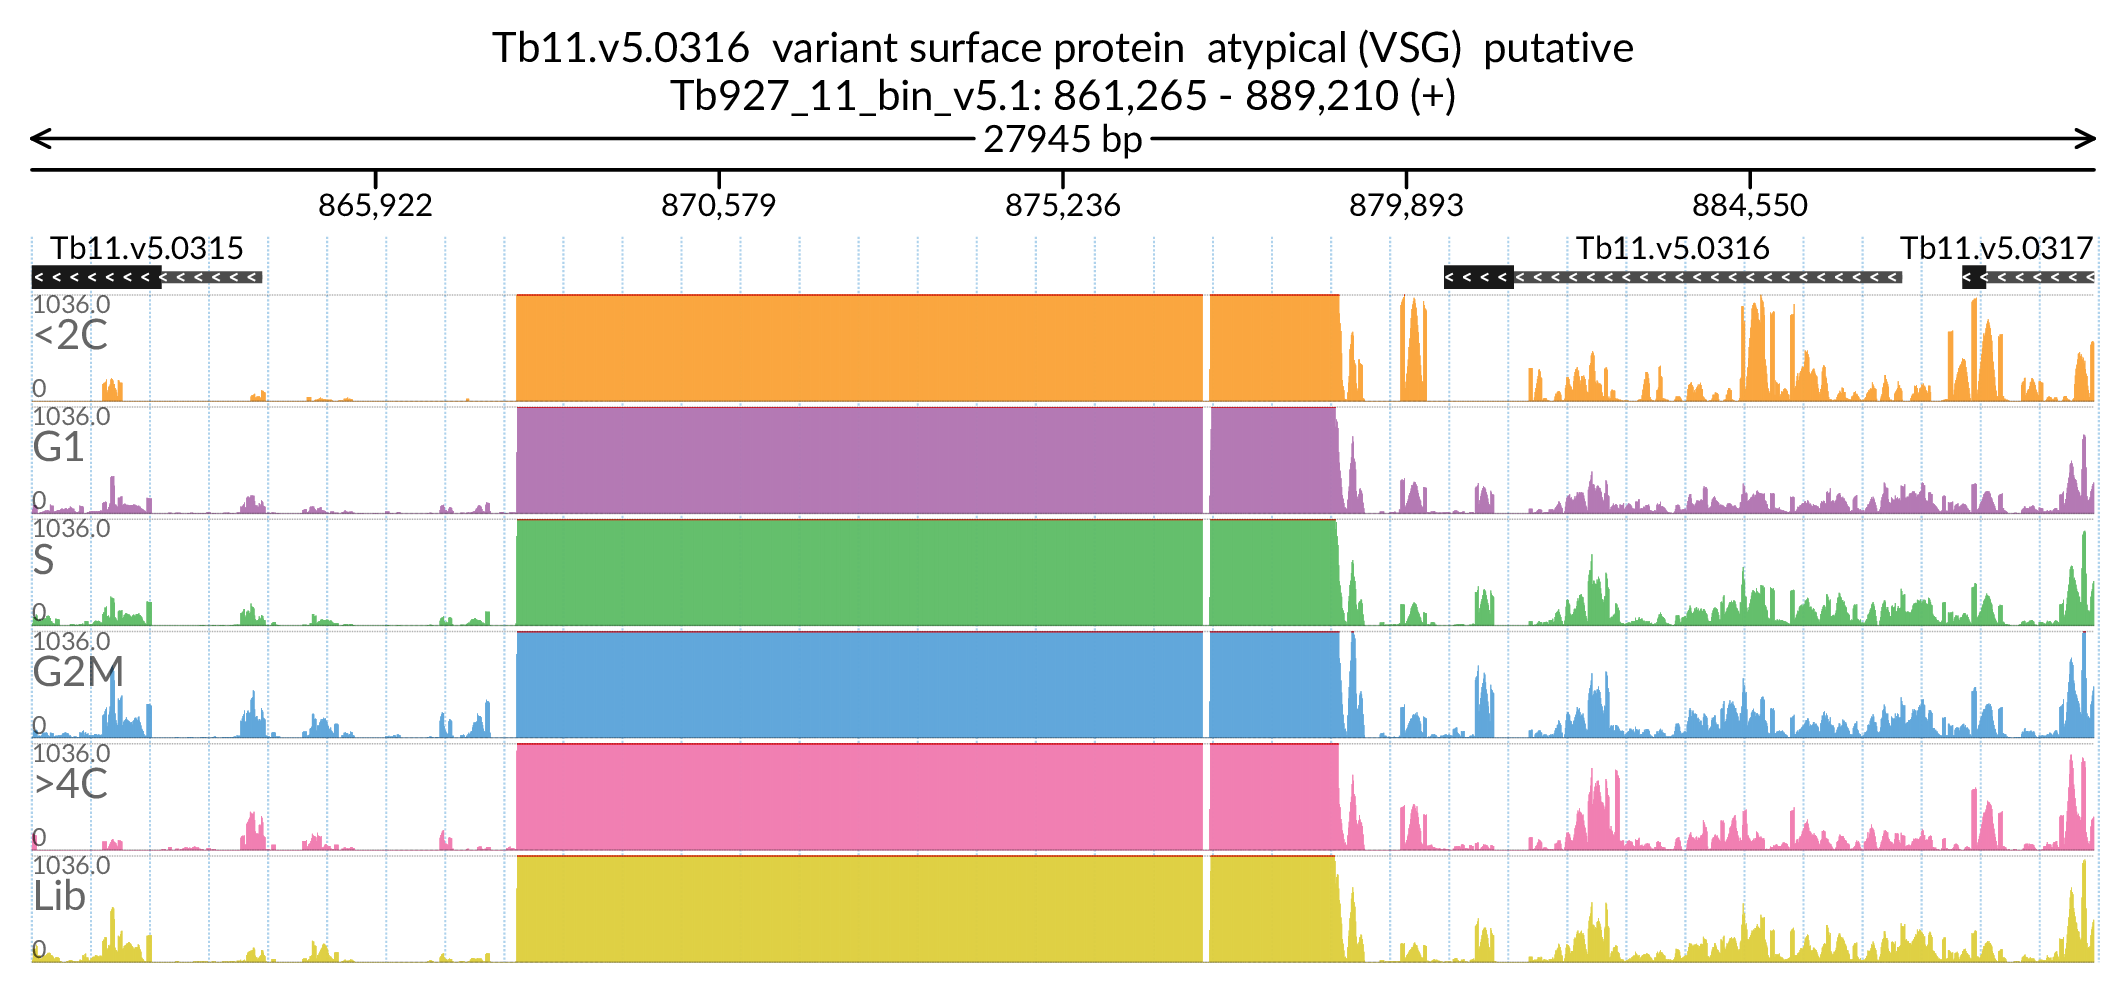 Tb11.v5.0316 variant surface protein atypical (VSG) putative
Tb927_11_bin_v5.1: 861,265 - 889,210 (+)
27945 bp
865,922 870,579 875,236 879,893 884,550
Tb11.v5.0315 Tb11.v5.0316 Tb11.v5.0317
1036.0
<2C
0
1036.0
G1
0
1036.0
S
0
1036.0
G2M
0
1036.0
>4C
0
1036.0
Lib
0